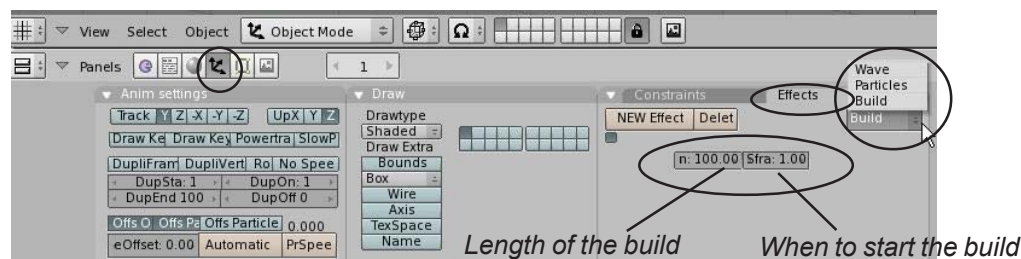 View Select Object Object Mode
Panels 1
Wave
Particles
Build
Build
Anim settings
Track Y Z -X -Y -Z UpX Y Z
Draw Ke Draw Key Powertra SlowP
DupliFram DupliVert Ro No Spee
DupSta: 1 DupOn: 1
DupEnd 100 DupOff 0
Offs O Offs Pa Offs Particle 0.000
eOffset: 0.00 Automatic PrSpee
Draw
Drawtype
Shaded
Draw Extra
Bounds
Box
Wire
Axis
TexSpace
Name
Constraints Effects
NEW Effect Delet
n: 100.00 Sfra: 1.00
Length of the build When to start the build